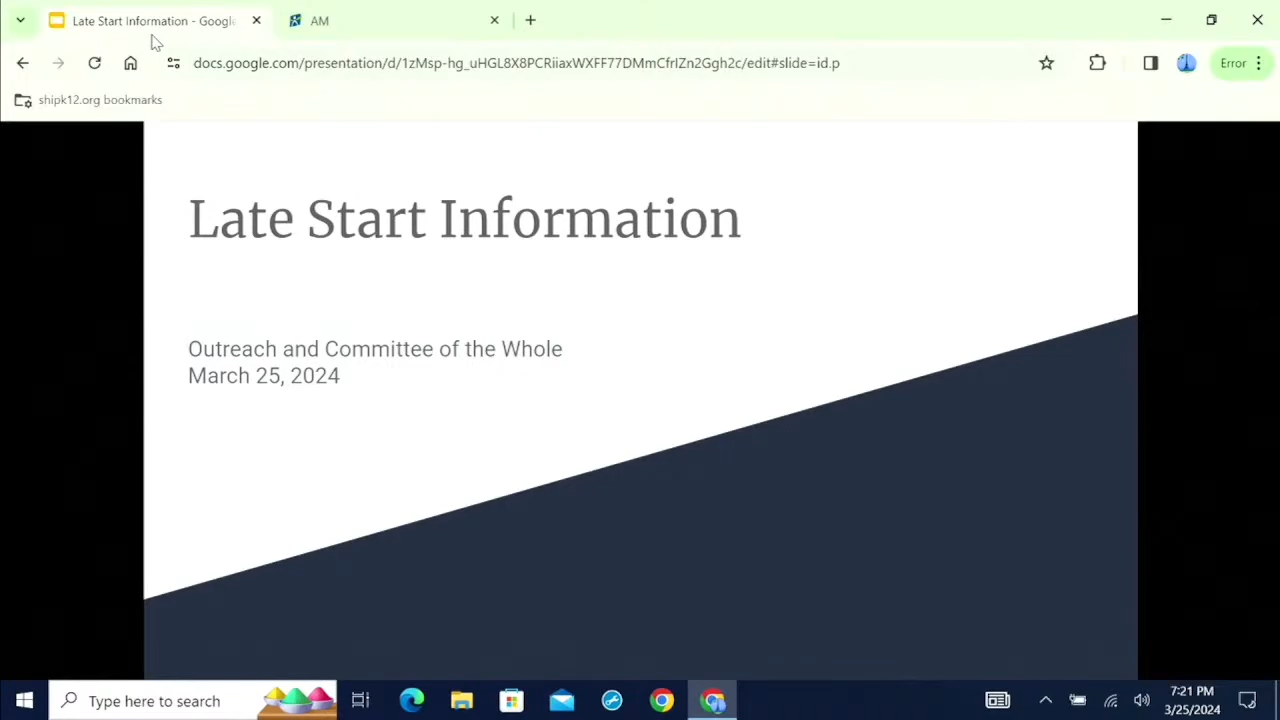 Late Start Information - Google
AM
docs.google.com/presentation/d/1zMsp-hg_uHGL8X8PCRiiaxWXFF77DMmCfrIZn2Ggh2c/edit#slide=id.p
Error
shipk12.org bookmarks
Late Start Information
Outreach and Committee of the Whole
March 25, 2024
Type here to search
7:21 PM
3/25/2024